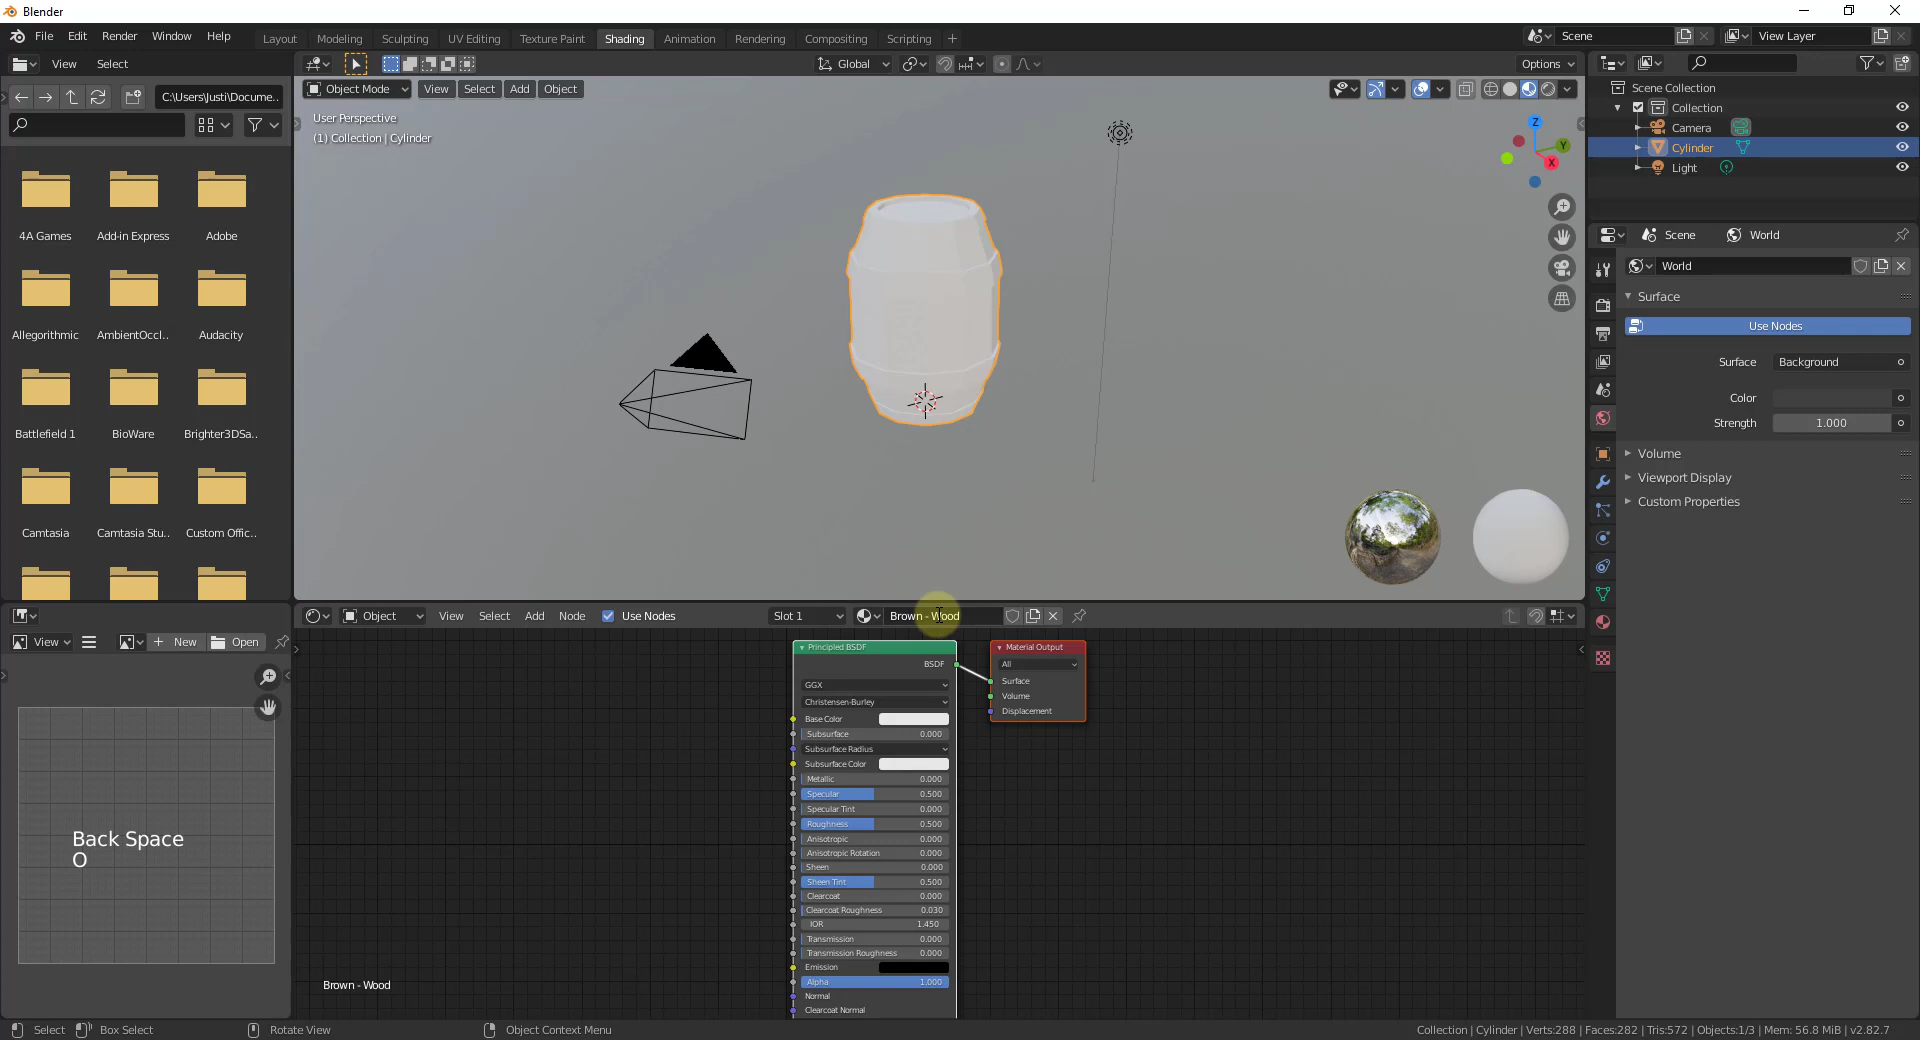 Blender
File Edit Render Window Help
Layout Modeling Sculpting UV Editing Texture Paint Shading Animation Rendering Compositing Scripting +
Scene
View Layer
View Select
Global
Options
C:\Users\Justi\Docume..
Object Mode View Select Add Object
User Perspective
(1) Collection | Cylinder
Z
Y
X
4A Games Add-in Express Adobe
Allegorithmic AmbientOccl.. Audacity
Battlefield 1 BioWare Brighter3DSa..
Camtasia Camtasia Stu.. Custom Offic..
Scene Collection
Collection
Camera
Cylinder
Light
Scene World
World
Surface
Use Nodes
Surface Background
Color
Strength 1.000
Volume
Viewport Display
Custom Properties
Object View Select Add Node Use Nodes Slot 1 Brown - Wood
View + New Open
Principled BSDF
BSDF
GGX
Christensen-Burley
Base Color
Subsurface 0.000
Subsurface Radius
Subsurface Color
Metallic 0.000
Specular 0.500
Specular Tint 0.000
Roughness 0.500
Anisotropic 0.000
Anisotropic Rotation 0.000
Sheen 0.000
Sheen Tint 0.500
Clearcoat 0.000
Clearcoat Roughness 0.030
IOR 1.450
Transmission 0.000
Transmission Roughness 0.000
Emission
Alpha 1.000
Normal
Clearcoat Normal
Material Output
All
Surface
Volume
Displacement
Back Space
O
Brown - Wood
Select Box Select Rotate View Object Context Menu
Collection | Cylinder | Verts:288 | Faces:282 | Tris:572 | Objects:1/3 | Mem: 56.8 MiB | v2.82.7